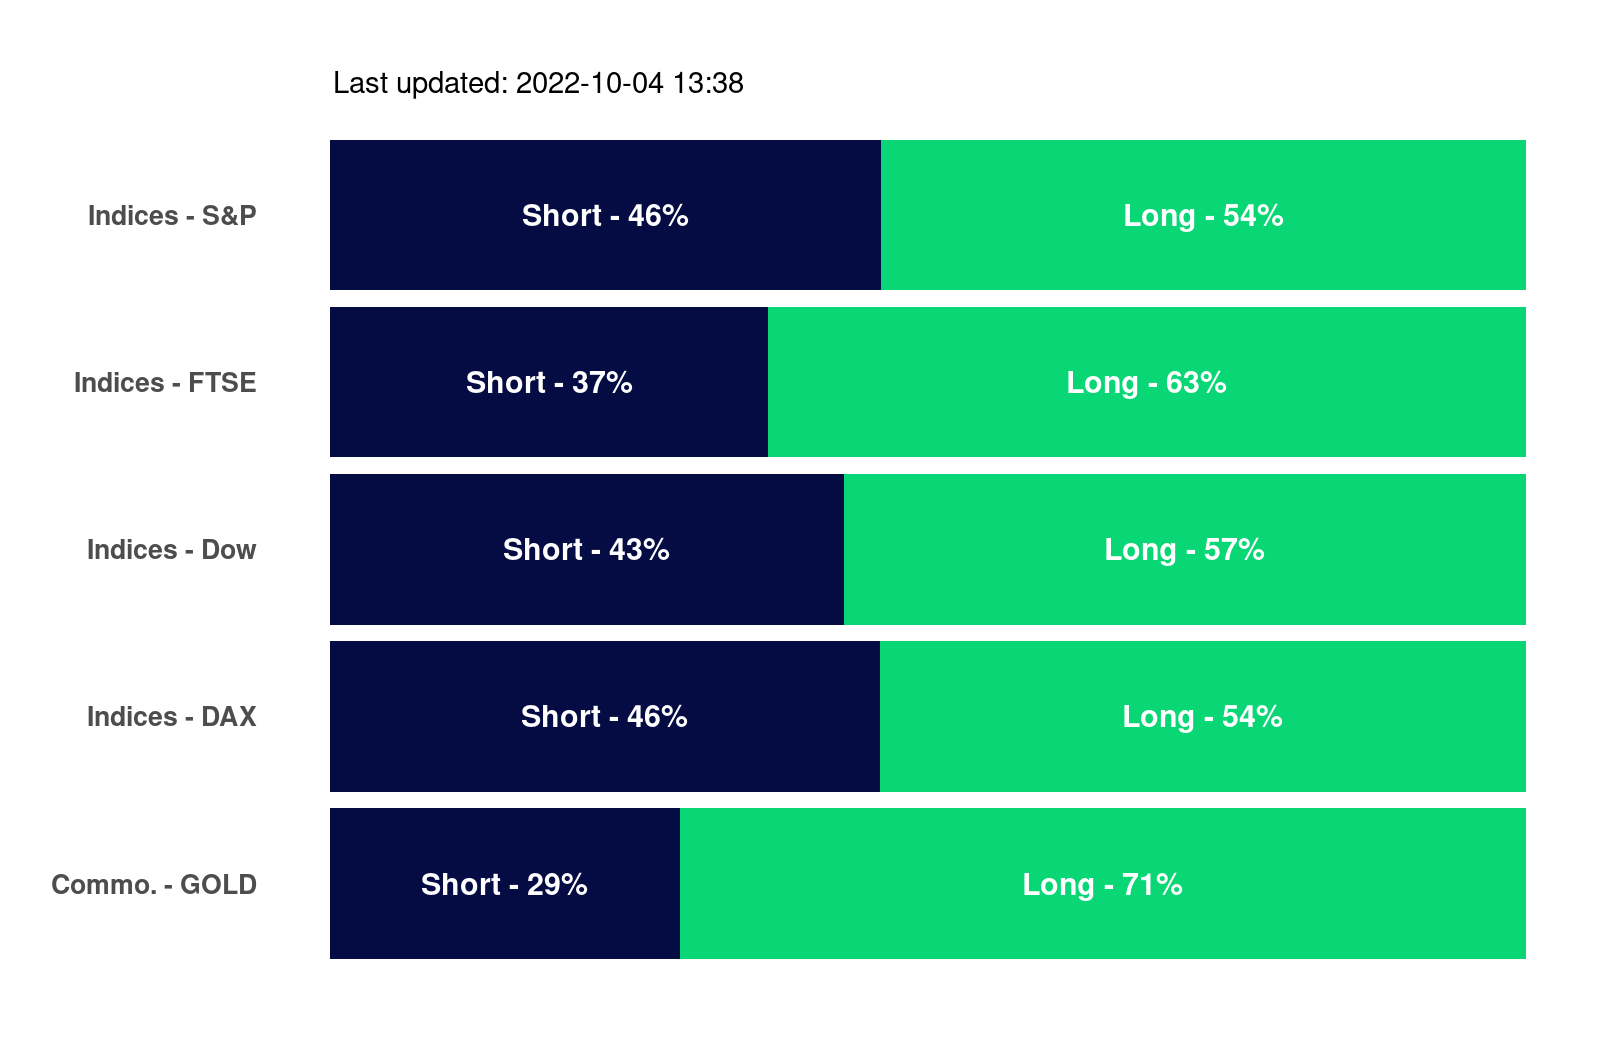 Last updated: 2022-10-04 13:38
Indices - S&P Short - 46% Long - 54%
Indices - FTSE Short - 37% Long - 63%
Indices - Dow Short - 43% Long - 57%
Indices - DAX Short - 46% Long - 54%
Commo. - GOLD Short - 29% Long - 71%